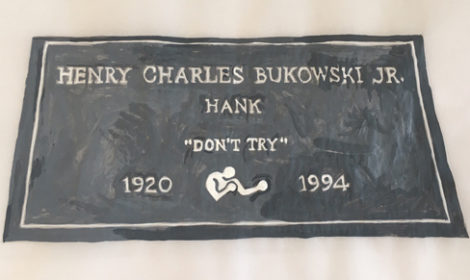 HENRY CHARLES BUKOWSKI JR.
HANK
"DON'T TRY"
1920 1994